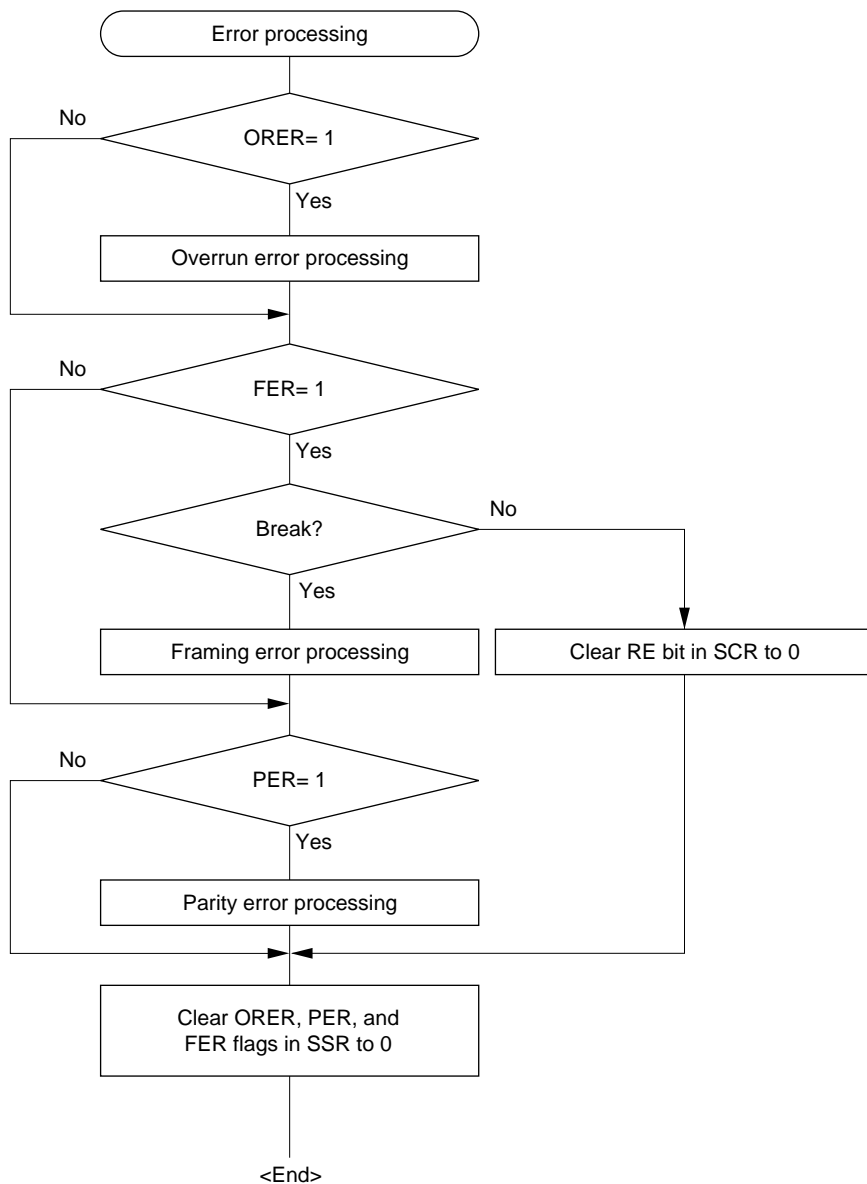 Error processing
No
ORER= 1
Yes
Overrun error processing
No
FER= 1
Yes
Break?
No
Yes
Framing error processing
Clear RE bit in SCR to 0
No
PER= 1
Yes
Parity error processing
Clear ORER, PER, and
FER flags in SSR to 0
<End>